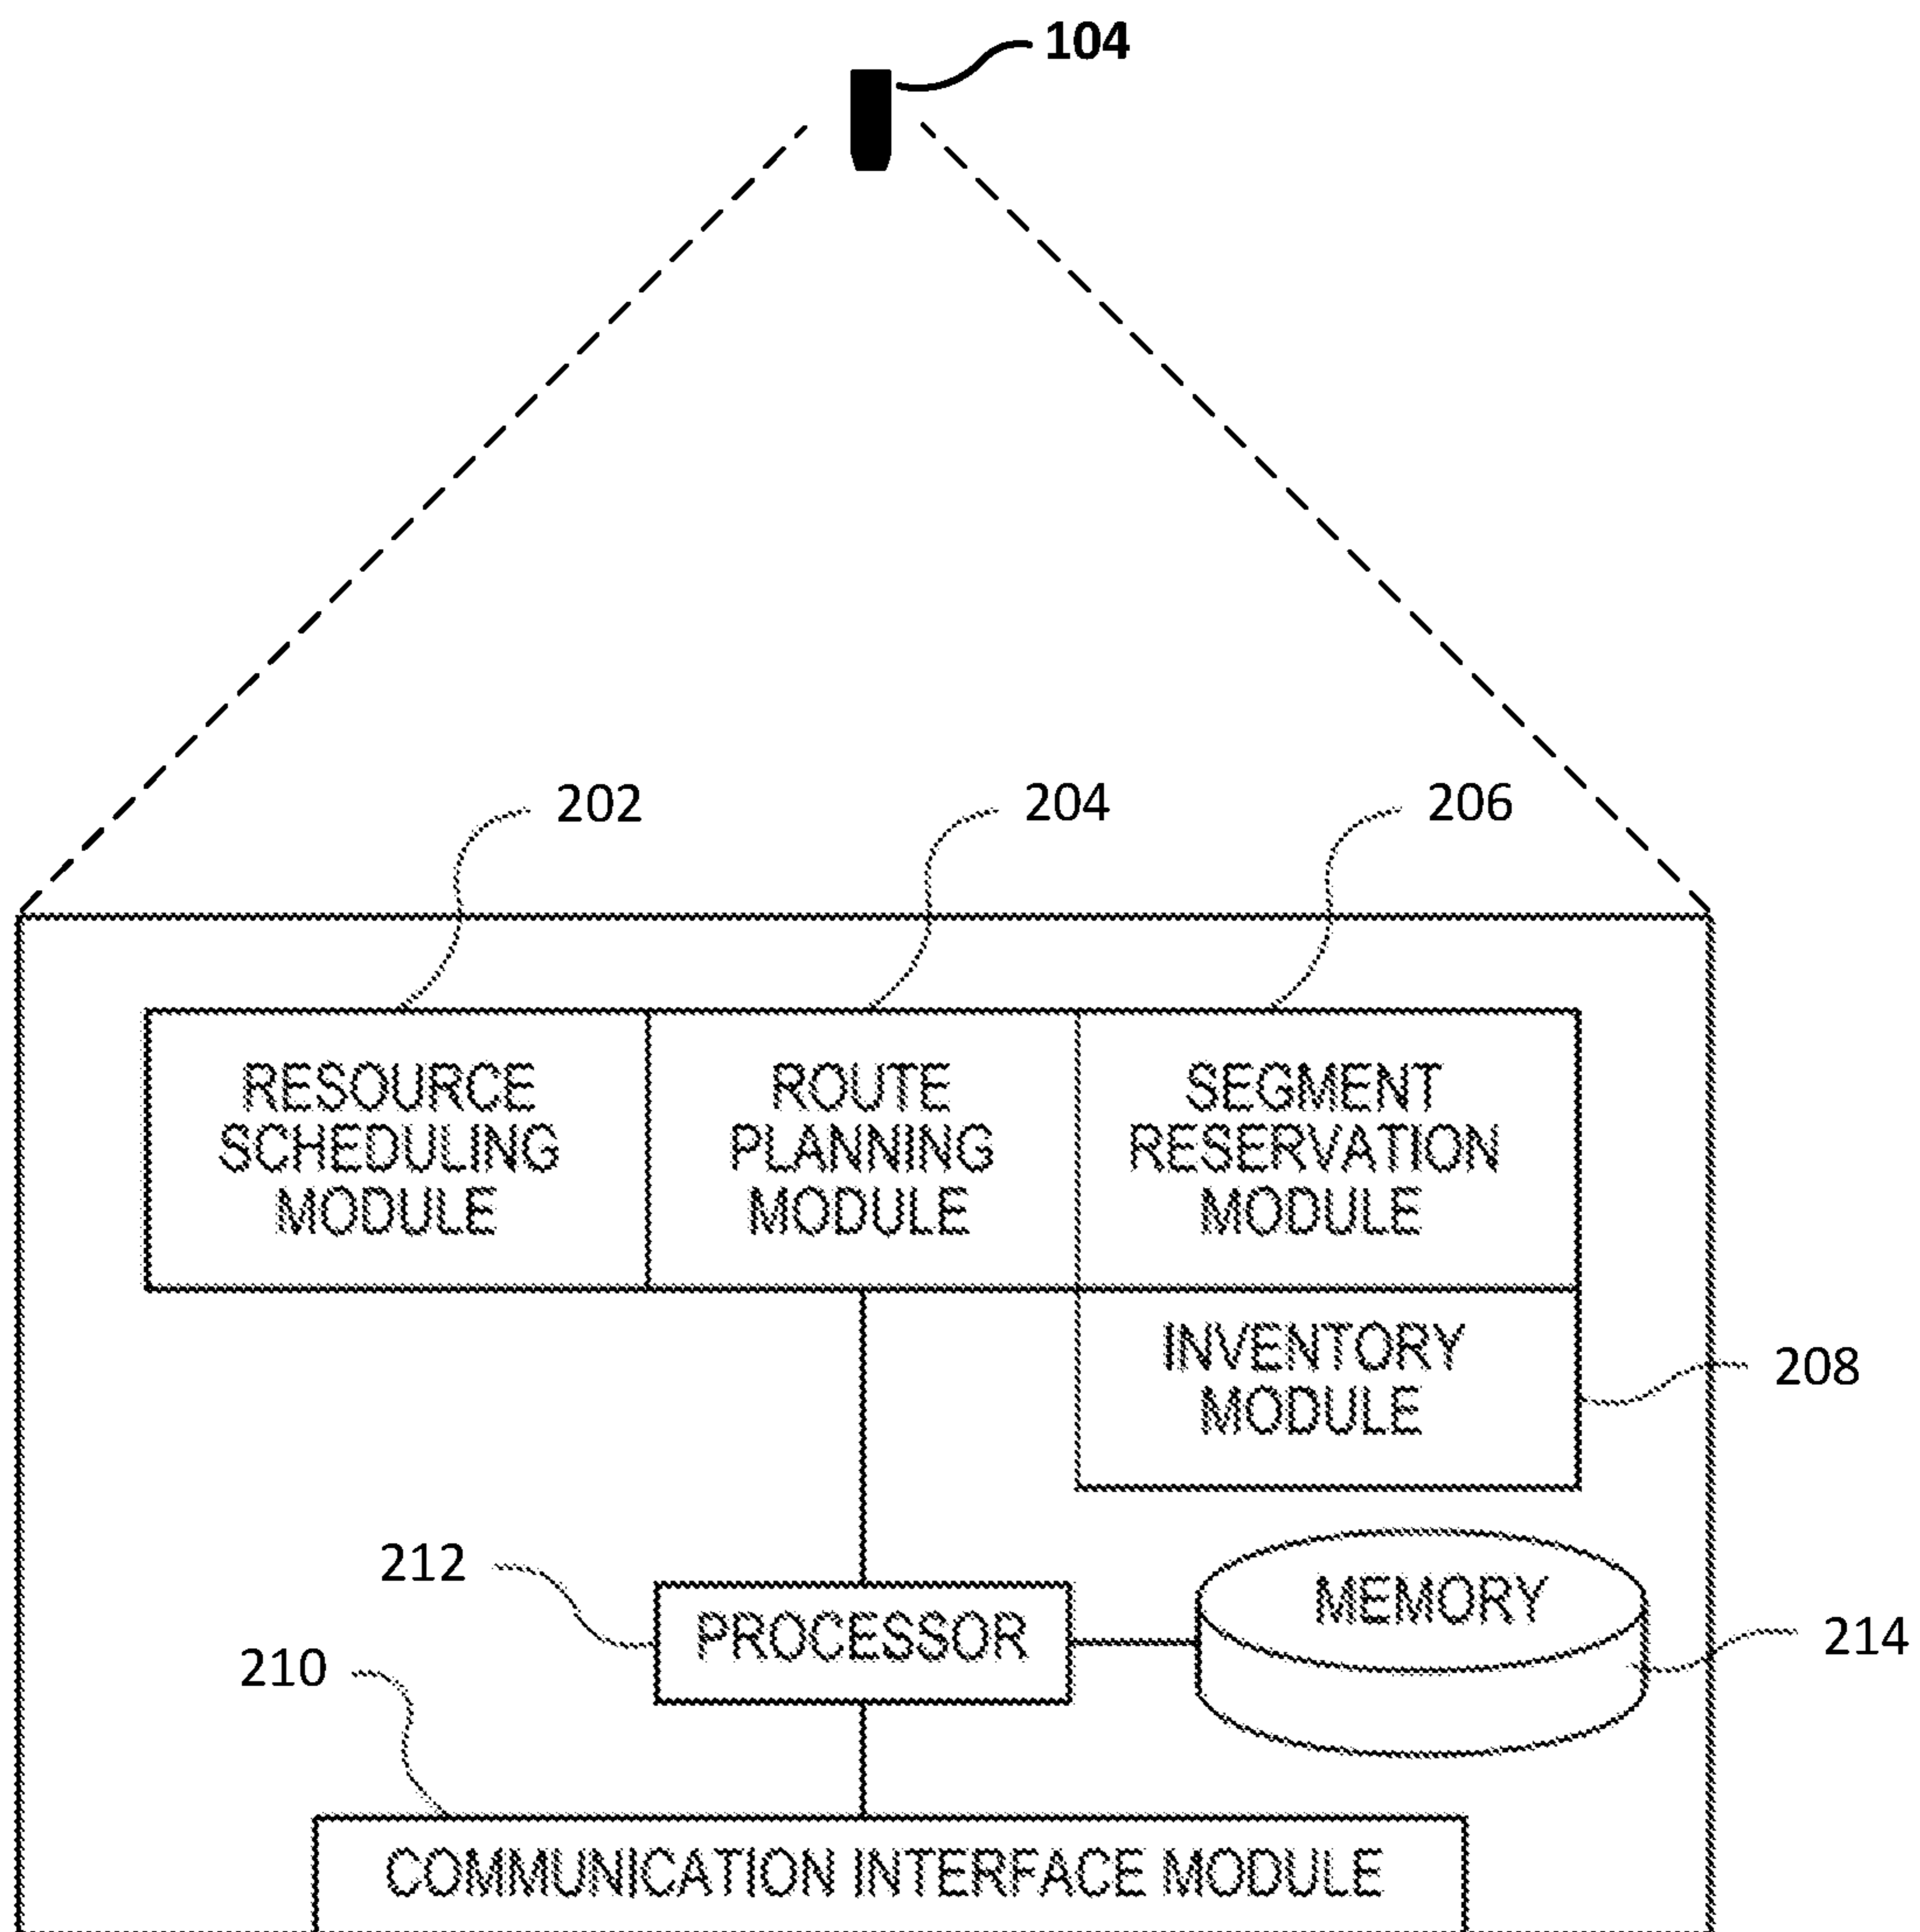 104
202
204
206
RESOURCE
SCHEDULING
MODULE
ROUTE
PLANNING
MODULE
SEGMENT
RESERVATION
MODULE
INVENTORY
MODULE
208
212
PROCESSOR
MEMORY
214
210
COMMUNICATION INTERFACE MODULE